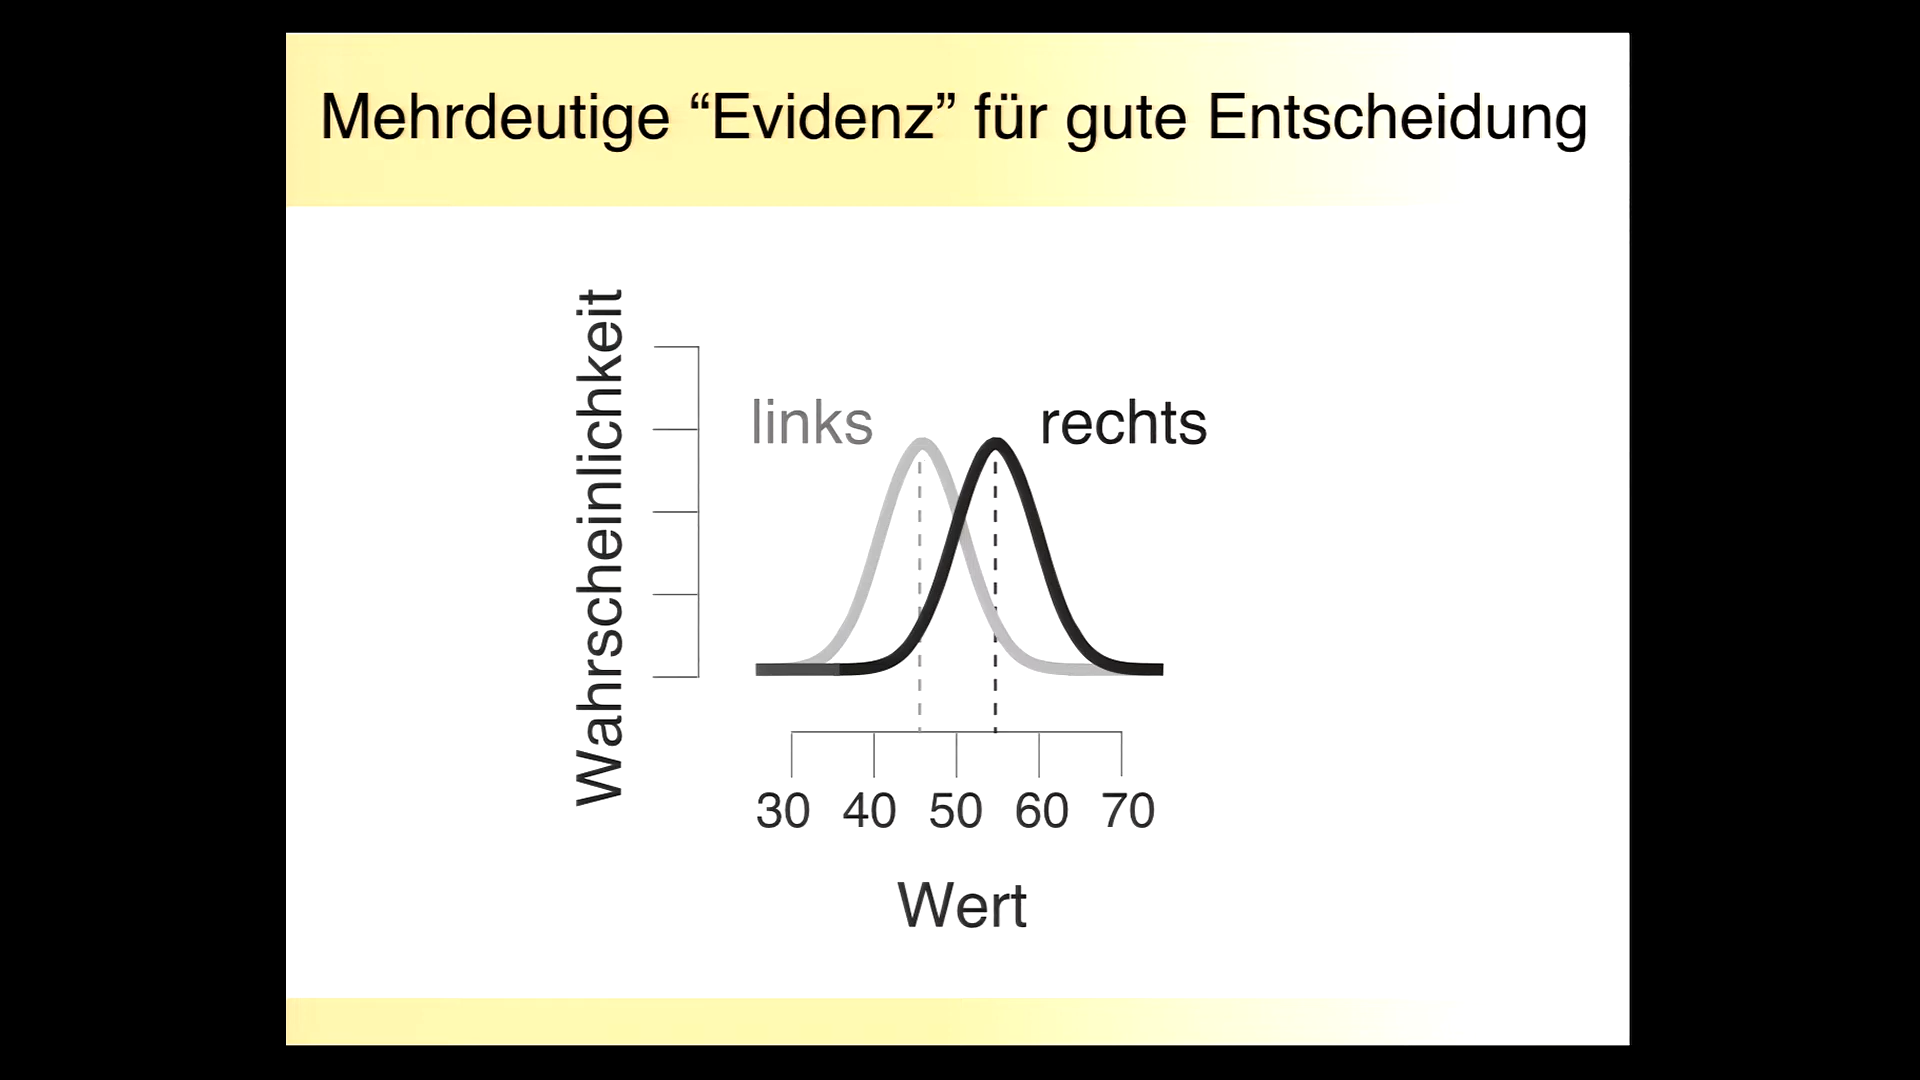 Mehrdeutige “Evidenz” für gute Entscheidung
Wahrscheinlichkeit
links
rechts
30 40 50 60 70
Wert